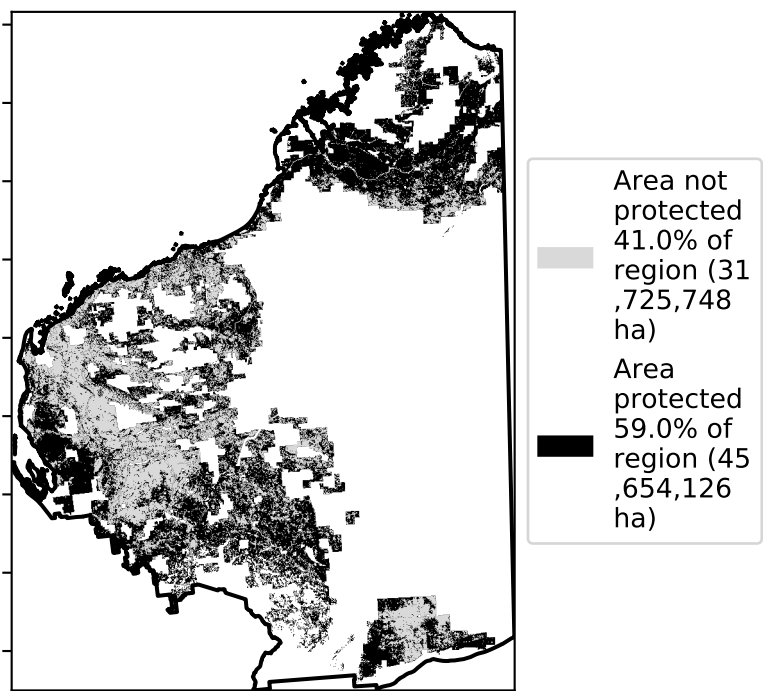 Area not
protected
41.0% of
region (31
,725,748
ha)
Area
protected
59.0% of
region (45
,654,126
ha)